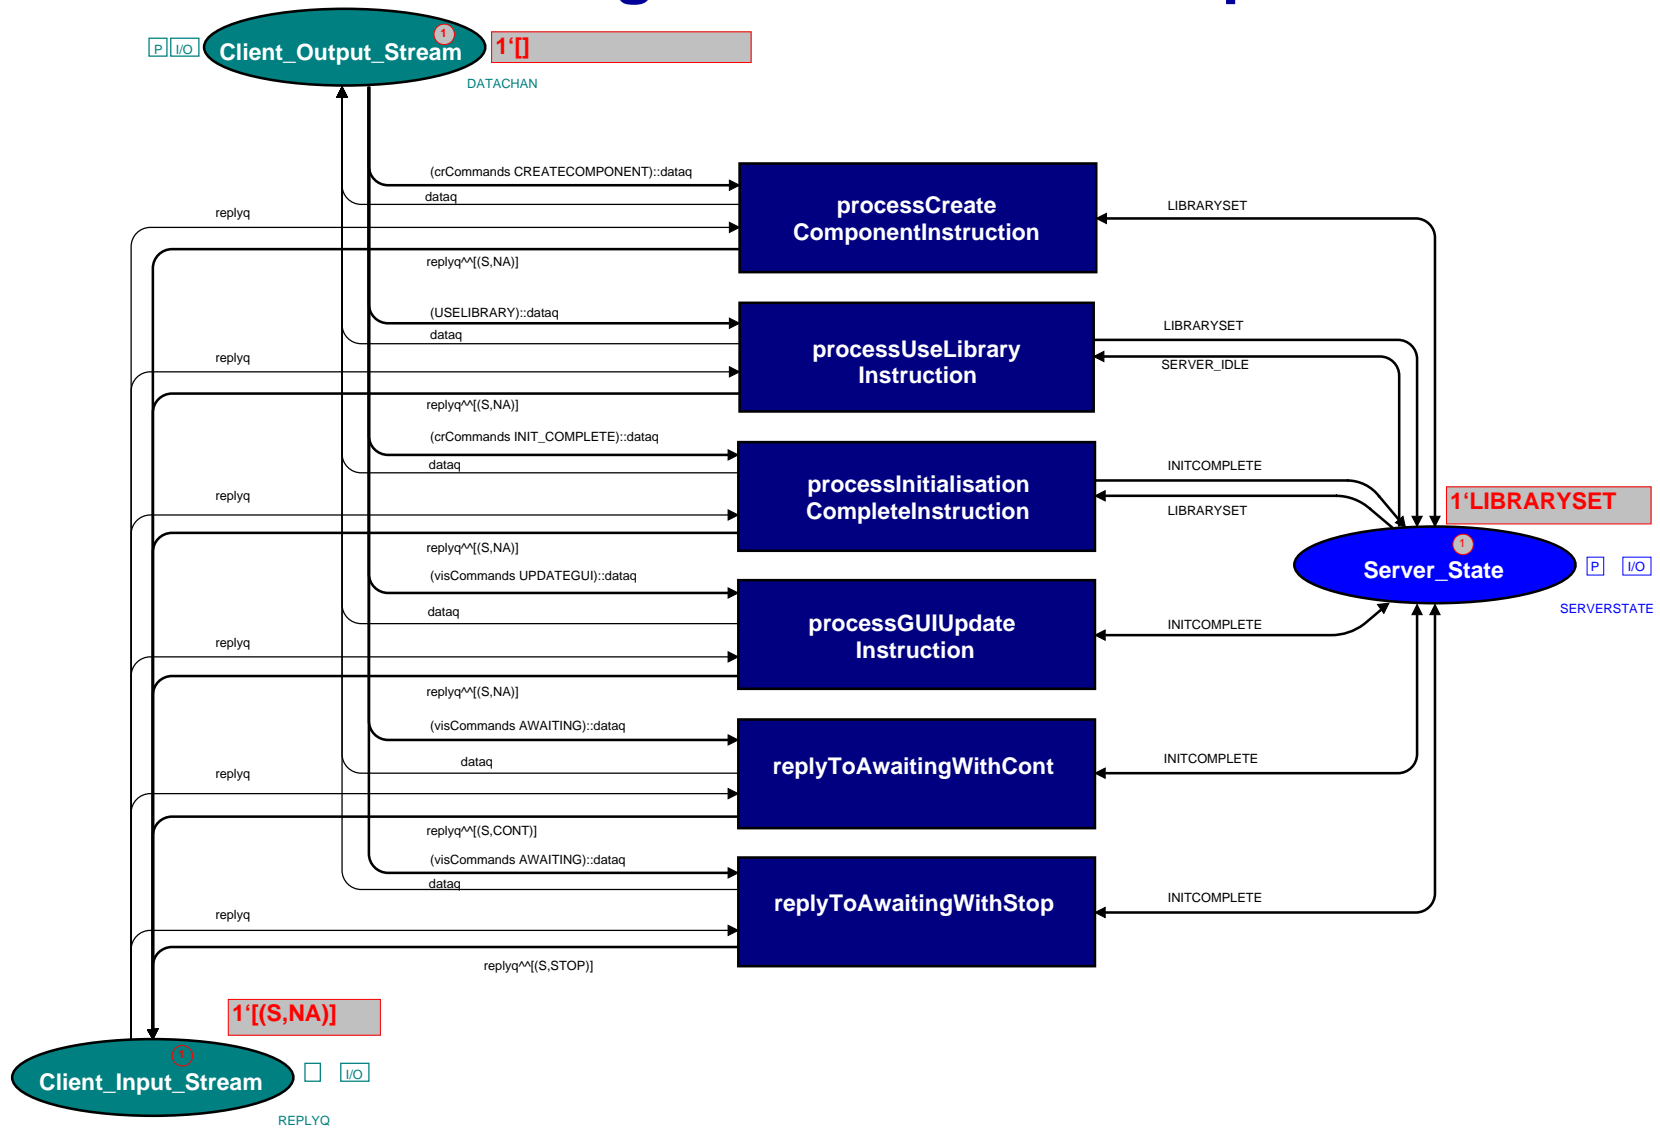 P I/O Client_Output_Stream 1 1‘[]
DATACHAN
(crCommands CREATECOMPONENT)::dataq
dataq
replyq
replyq^^[(S,NA)]
processCreate
ComponentInstruction
LIBRARYSET
(USELIBRARY)::dataq
dataq
replyq
replyq^^[(S,NA)]
processUseLibrary
Instruction
LIBRARYSET
SERVER_IDLE
(crCommands INIT_COMPLETE)::dataq
dataq
replyq
replyq^^[(S,NA)]
processInitialisation
CompleteInstruction
INITCOMPLETE
LIBRARYSET
1‘LIBRARYSET
1
Server_State
P I/O
SERVERSTATE
(visCommands UPDATEGUI)::dataq
dataq
replyq
replyq^^[(S,NA)]
processGUIUpdate
Instruction
INITCOMPLETE
(visCommands AWAITING)::dataq
dataq
replyq
replyq^^[(S,CONT)]
replyToAwaitingWithCont
INITCOMPLETE
(visCommands AWAITING)::dataq
dataq
replyq
replyq^^[(S,STOP)]
replyToAwaitingWithStop
INITCOMPLETE
1‘[(S,NA)]
1
Client_Input_Stream
I/O
REPLYQ